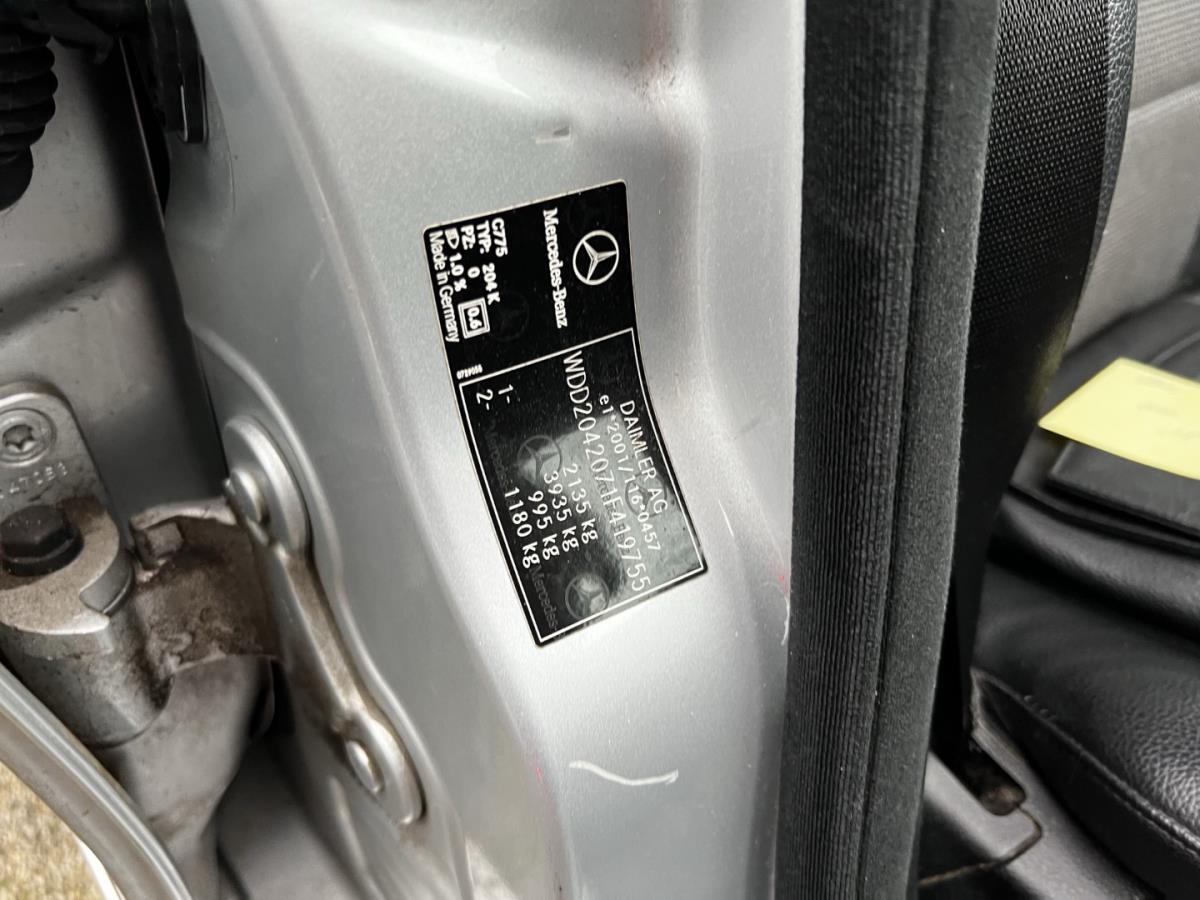 Mercedes-Benz
C775
TYP: 204 K
PZ: 0 0.6
1.0 %
Made in Germany
DAIMLER AG
e1*2001/116*0457
WDD2042071F419755
2135 kg
3935 kg
1- 995 kg
2- 1180 kg
Mercedes-